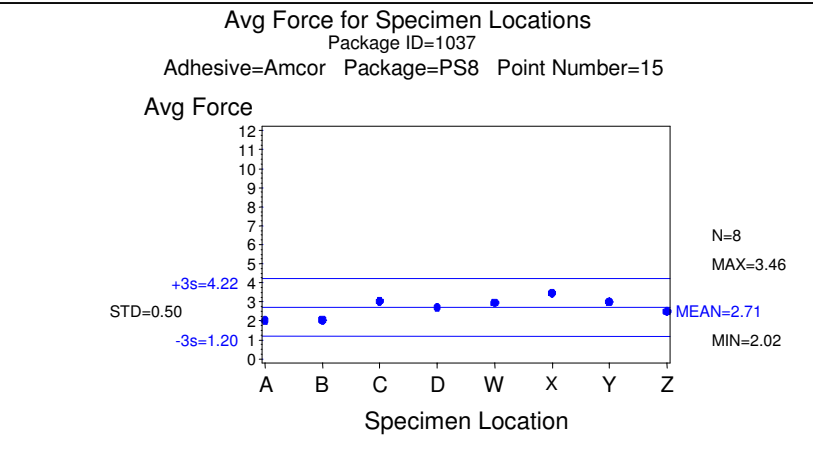 Avg Force for Specimen Locations
Package ID=1037
Adhesive=Amcor Package=PS8 Point Number=15
Avg Force
12
11
10
9
8
7
6
5
4
3
2
1
0
+3s=4.22
STD=0.50
-3s=1.20
N=8
MAX=3.46
MEAN=2.71
MIN=2.02
A B C D W X Y Z
Specimen Location